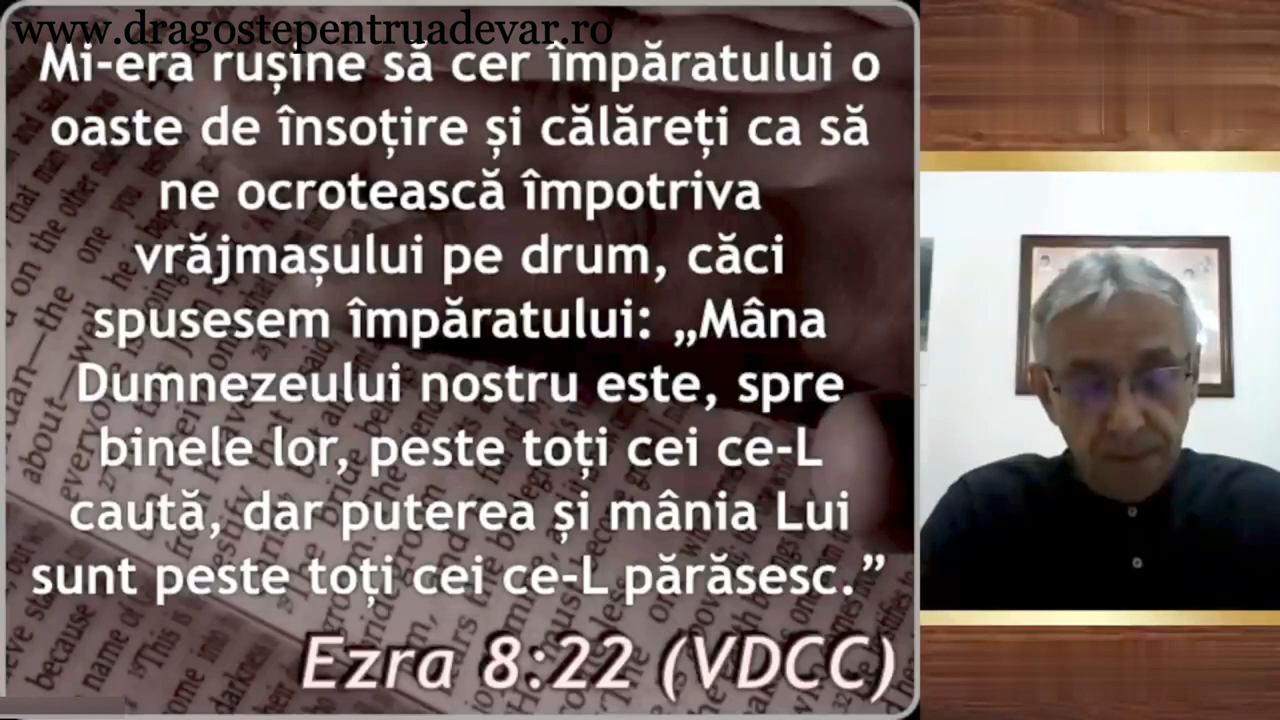 www.dragostepentruadevar.ro
Mi-era rușine să cer împăratului o
oaste de însoțire și călăreți ca să
ne ocrotească împotriva
vrăjmașului pe drum, căci
spusesem împăratului: „Mâna
Dumnezeului nostru este, spre
binele lor, peste toți cei ce-L
caută, dar puterea și mânia Lui
sunt peste toți cei ce-L părăsesc.”
Ezra 8:22 (VDCC)